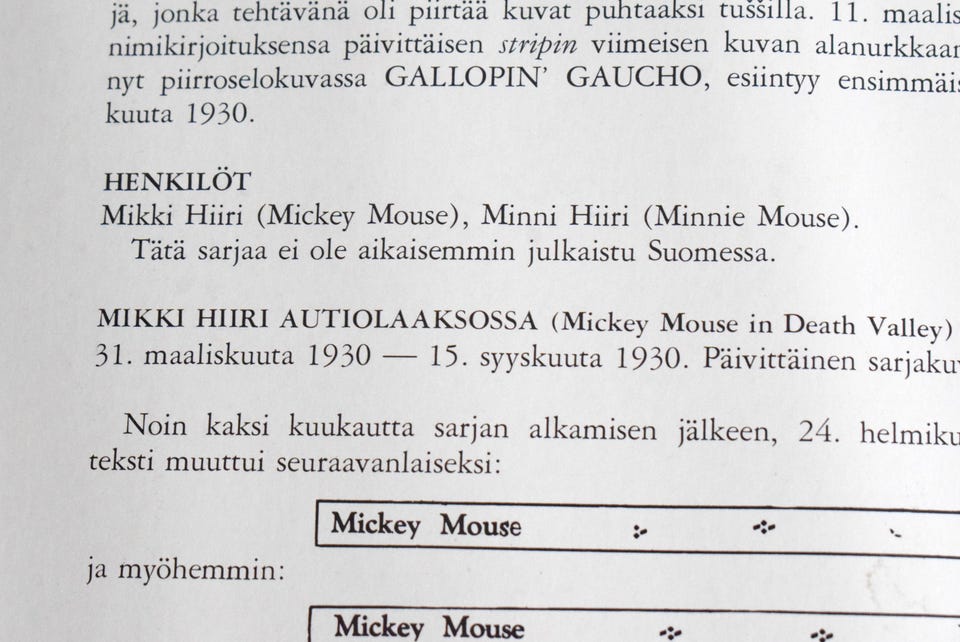 jä, jonka tehtävänä oli piirtää kuvat puhtaaksi tušsilla. 11. maalis
nimikirjoituksensa päivittäisen stripin viimeisen kuvan alanurkkaan
nyt piirroselokuvassa GALLOPIN' GAUCHO, esiintyy ensimmäis
kuuta 1930.
HENKILÖT
Mikki Hiiri (Mickey Mouse), Minni Hiiri (Minnie Mouse).
Tätä sarjaa ei ole aikaisemmin julkaistu Suomessa.
MIKKI HIIRI AUTIOLAAKSOSSA (Mickey Mouse in Death Valley)
31. maaliskuuta 1930 — 15. syyskuuta 1930. Päivittäinen sarjakuv
Noin kaksi kuukautta sarjan alkamisen jälkeen, 24. helmiku
teksti muuttui seuraavanlaiseksi:
Mickey Mouse
ja myöhemmin:
Mickey Mouse